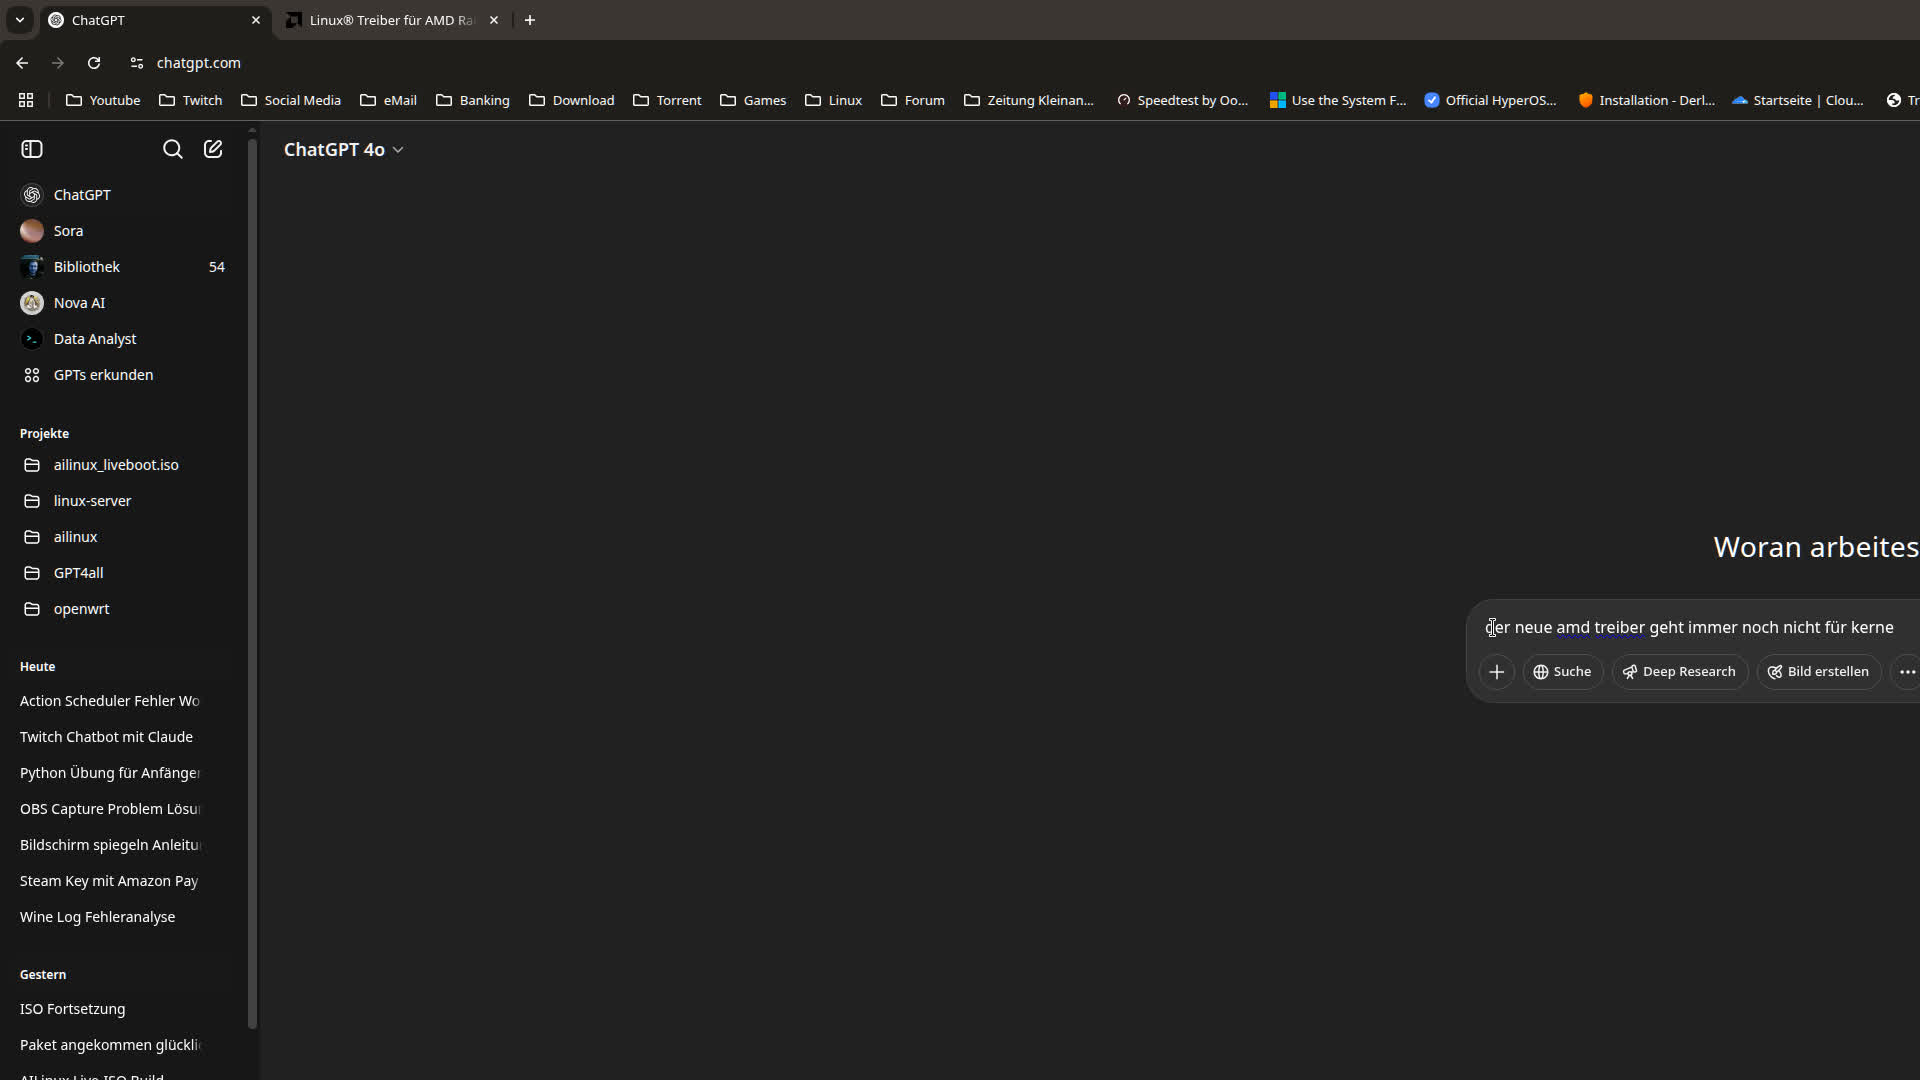 ChatGPT
Linux® Treiber für AMD Ra
chatgpt.com
Youtube Twitch Social Media eMail Banking Download Torrent Games Linux Forum Zeitung Kleinan... Speedtest by Oo... Use the System F... Official HyperOS... Installation - Derl... Startseite | Clou... Tr
ChatGPT 4o
ChatGPT
Sora
Bibliothek 54
Nova AI
Data Analyst
GPTs erkunden
Projekte
ailinux_liveboot.iso
linux-server
ailinux
GPT4all
openwrt
Heute
Action Scheduler Fehler Wo
Twitch Chatbot mit Claude
Python Übung für Anfänger
OBS Capture Problem Lösu
Bildschirm spiegeln Anleitu
Steam Key mit Amazon Pay
Wine Log Fehleranalyse
Gestern
ISO Fortsetzung
Paket angekommen glückli
AILinux Live ISO Build
Woran arbeites
der neue amd treiber geht immer noch nicht für kerne
Suche Deep Research Bild erstellen